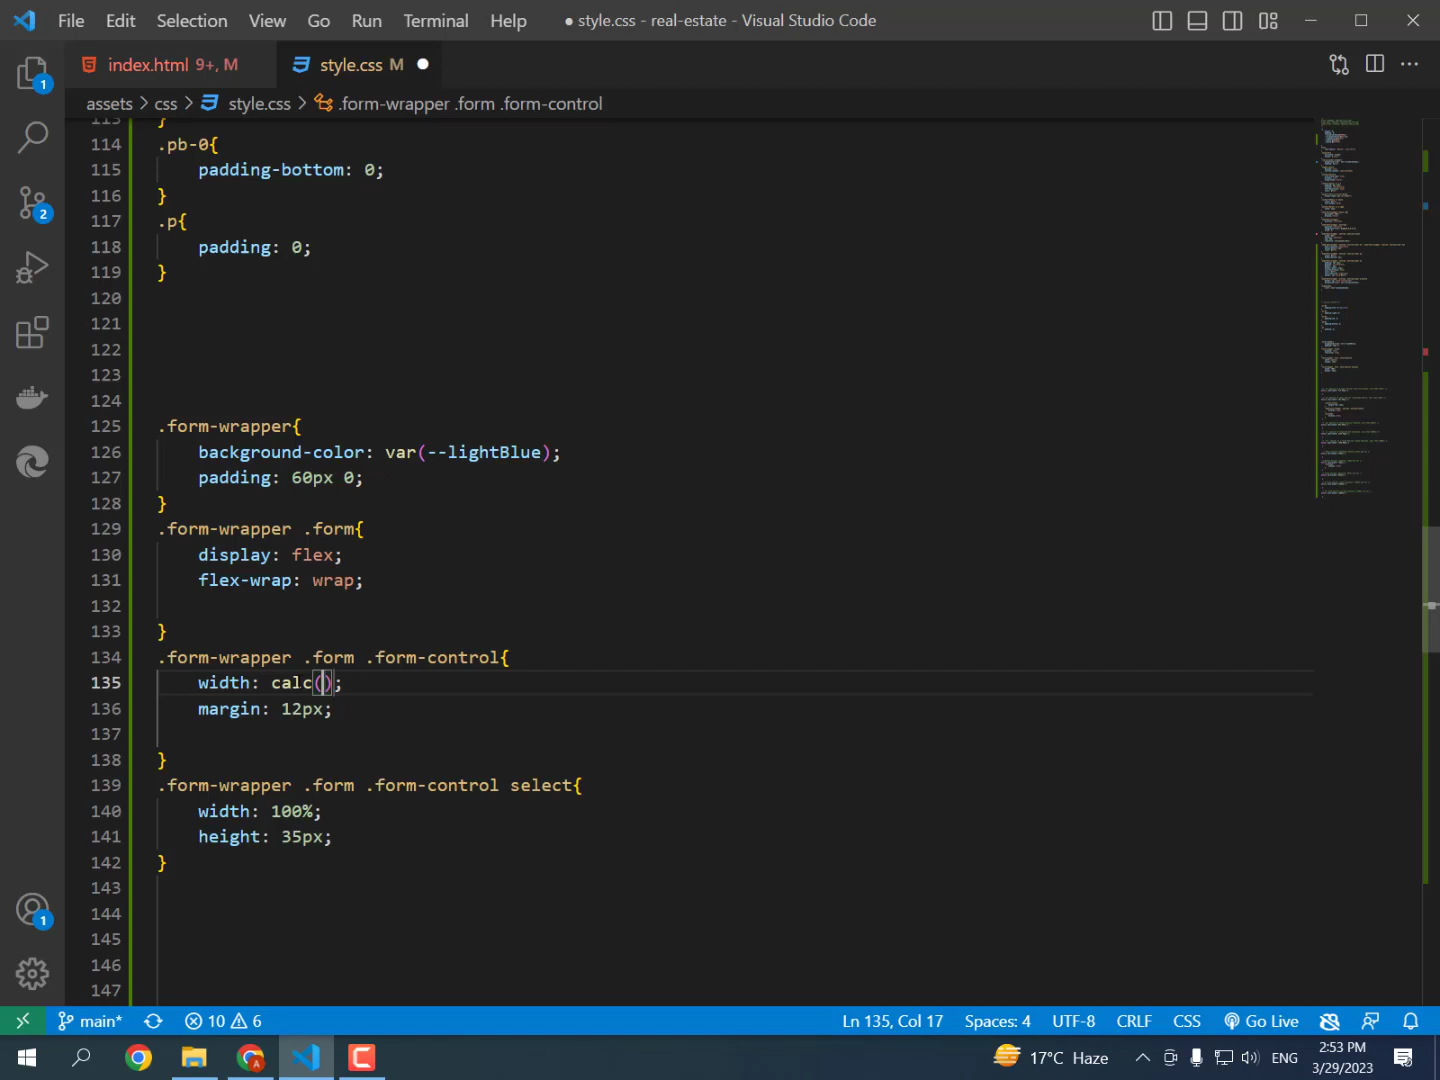 File Edit Selection View Go Run Terminal Help ● style.css - real-estate - Visual Studio Code
index.html 9+, M style.css M
assets > css > style.css > .form-wrapper .form .form-control
113 }
114 .pb-0{
115 padding-bottom: 0;
116 }
117 .p{
118 padding: 0;
119 }
120
121
122
123
124
125 .form-wrapper{
126 background-color: var(--lightBlue);
127 padding: 60px 0;
128 }
129 .form-wrapper .form{
130 display: flex;
131 flex-wrap: wrap;
132
133 }
134 .form-wrapper .form .form-control{
135 width: calc();
136 margin: 12px;
137
138 }
139 .form-wrapper .form .form-control select{
140 width: 100%;
141 height: 35px;
142 }
143
144
145
146
147
1
2
1
main* 10 6 Ln 135, Col 17 Spaces: 4 UTF-8 CRLF CSS Go Live
17°C Haze ENG 2:53 PM
3/29/2023